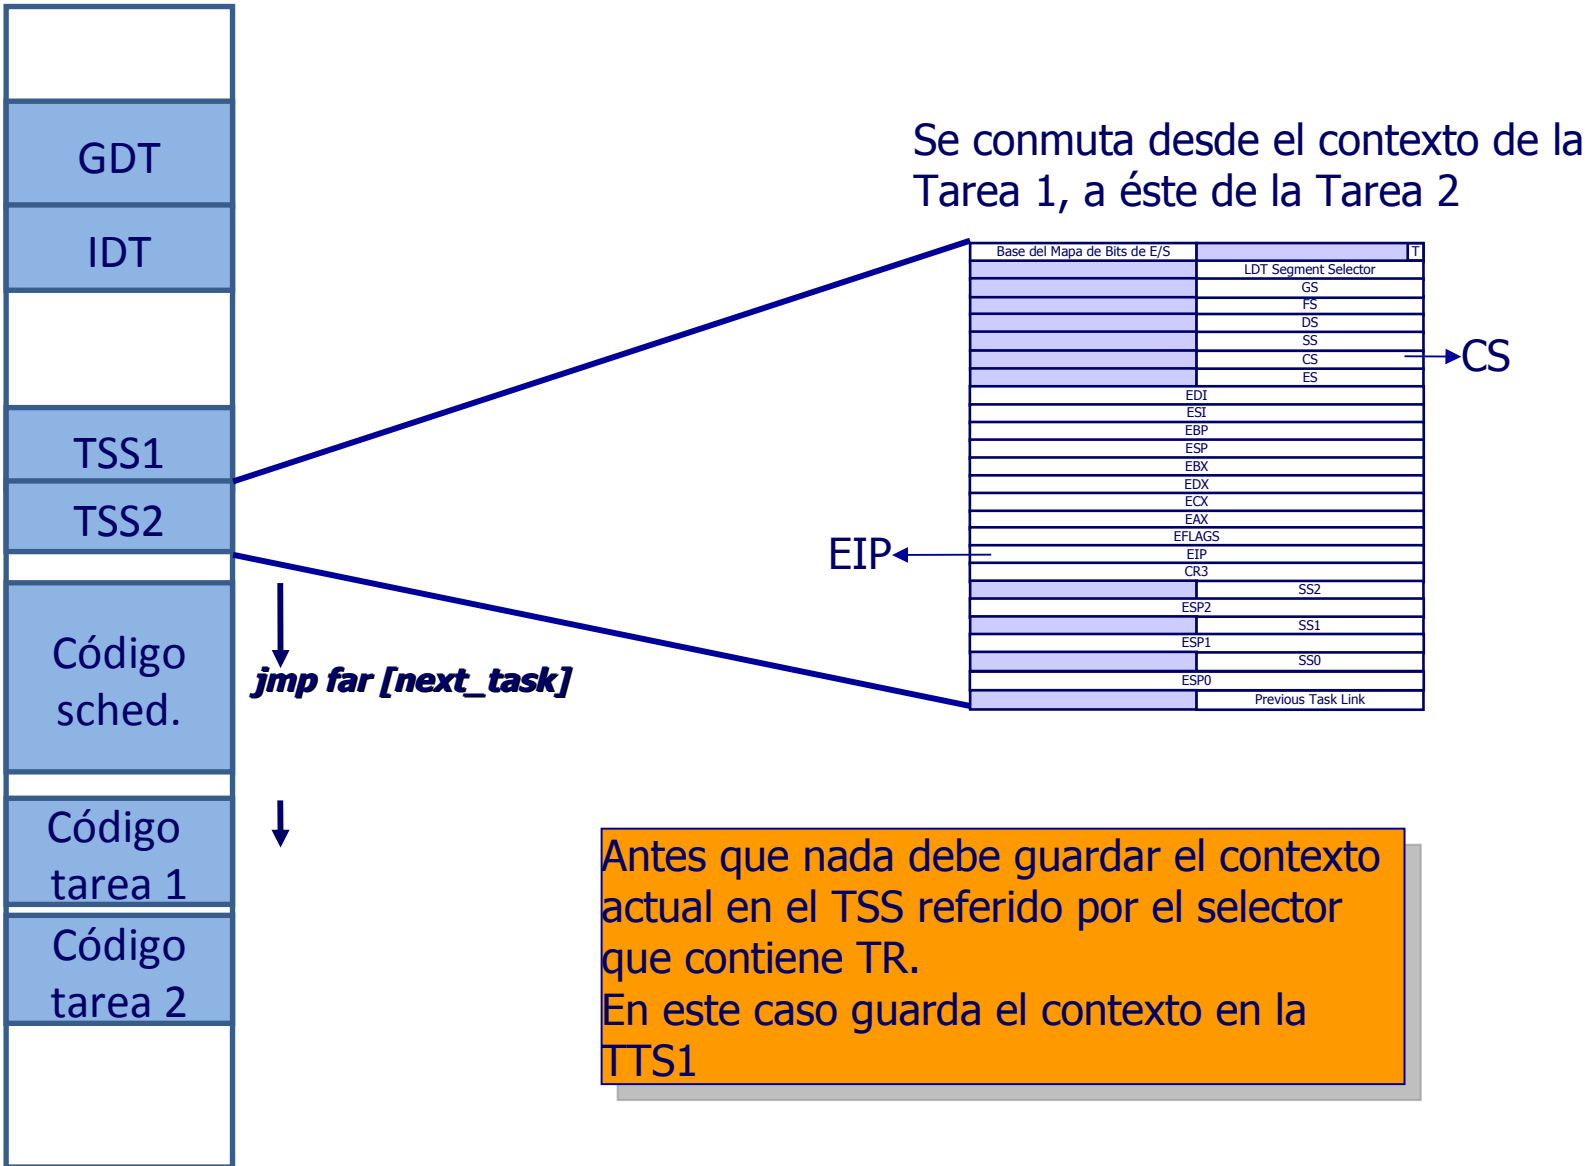 GDT
IDT
TSS1
TSS2
Código
sched.
Código
tarea 1
Código
tarea 2
jmp far [next_task]
Se conmuta desde el contexto de la
Tarea 1, a éste de la Tarea 2
Base del Mapa de Bits de E/S T
LDT Segment Selector
GS
FS
DS
SS
CS
ES
EDI
ESI
EBP
ESP
EBX
EDX
ECX
EAX
EFLAGS
EIP
CR3
SS2
ESP2
SS1
ESP1
SS0
ESP0
Previous Task Link
CS
EIP
Antes que nada debe guardar el contexto
actual en el TSS referido por el selector
que contiene TR.
En este caso guarda el contexto en la
TTS1